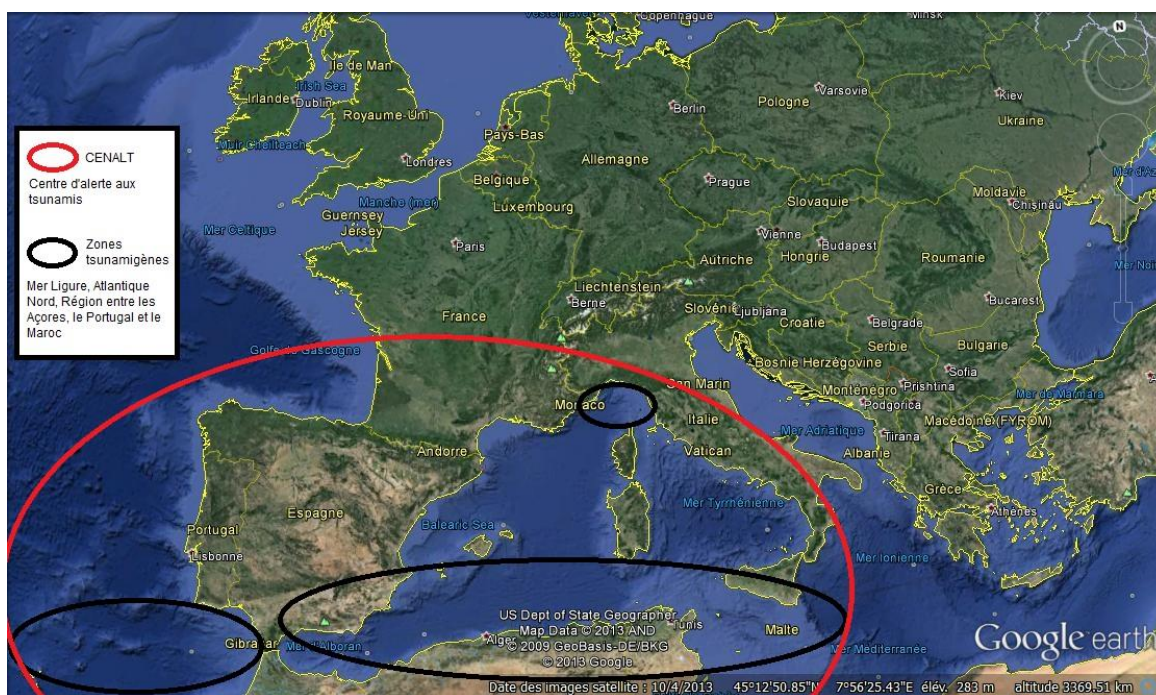 Vestersøen
Copenhague
Minsk
N
Île de Man
Irish Sea
Irlande
Dublin
Royaume-Uni
Berlin
Pologne
Varsovie
Kiev
Ukraine
Pays-Bas
Londres
Allemagne
CENALT
Centre d'alerte aux
tsunamis
Belgique
Prague
Manche (mer)
Luxembourg
Slovaquie
Moldavie
Chişinău
Guernsey
Jersey
Mer Celtique
Zones
tsunamigènes
Paris
Vienne
Budapest
Autriche
Hongrie
Roumanie
Mer Ligure, Atlantique
Nord, Région entre les
Açores, le Portugal et le
Maroc
Liechtenstein
Berne
Slovénie
Ljubljana
Croatie
Bucarest
France
Belgrade
Serbie
Bulgarie
Golfe de Gascogne
Bosnie Herzégovine
San Marin
Monténégro
Prishtina
Sofia
Mer de Marmara
Monaco
Italie
Podgorica
Macédoine (FYROM)
Mer Adriatique
Tirana
Andorre
Vatican
Albanie
Grèce
Espagne
Mer Tyrrhénienne
Portugal
Balearic Sea
Athènes
Lisbonne
Mer Ionienne
US Dept of State Geographer
Map Data © 2013 AND
© 2009 GeoBasis-DE/BKG
© 2013 Google
Gibraltar
Mer d'Alboran
Alger
Tunis
Malte
Mer Méditerranée
Google earth
Date des images satellite : 10/4/2013 45°12'50.85"N 7°56'25.43"E élév. 283 m altitude 3369.51 km